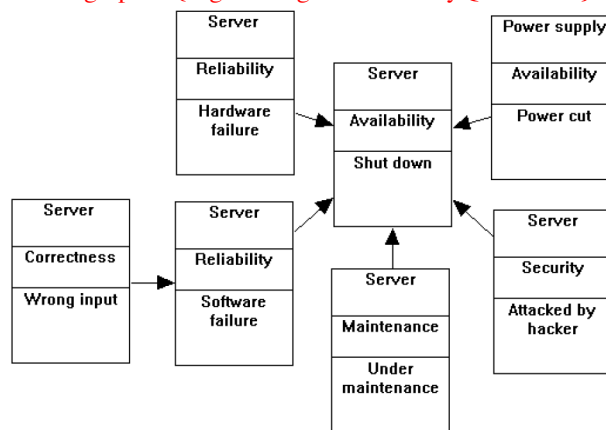 Server
Reliability
Hardware
failure
Server
Availability
Shut down
Power supply
Availability
Power cut
Server
Correctness
Wrong input
Server
Reliability
Software
failure
Server
Maintenance
Under
maintenance
Server
Security
Attacked by
hacker